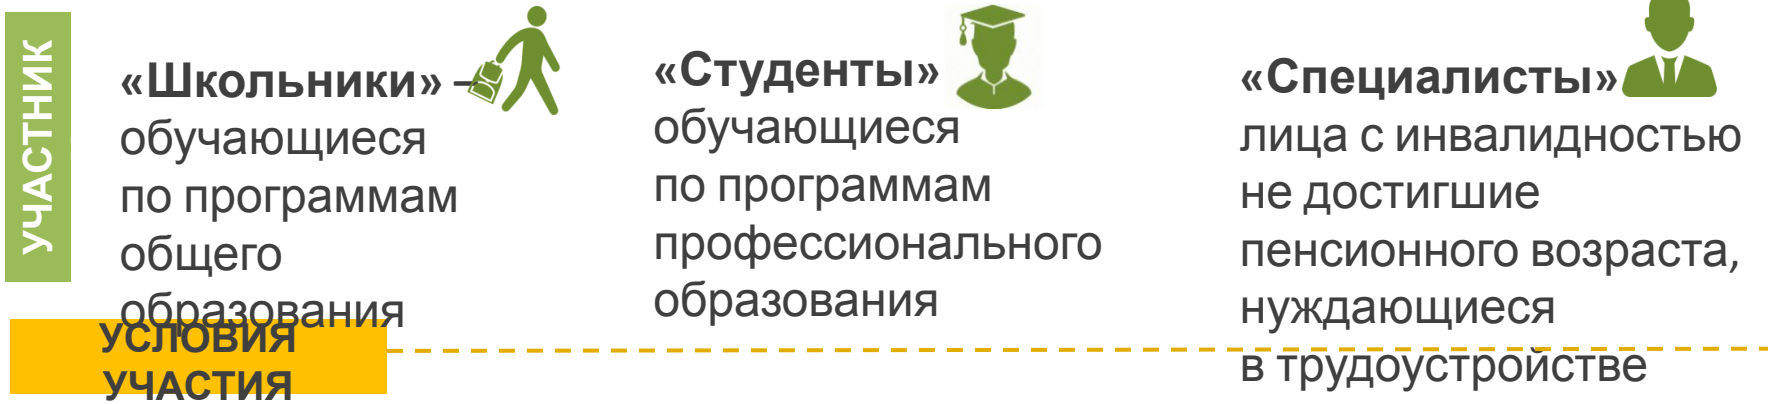 УЧАСТНИК
«Школьники» –
обучающиеся
по программам
общего
образования
«Студенты»
обучающиеся
по программам
профессионального
образования
«Специалисты»
лица с инвалидностью
не достигшие
пенсионного возраста,
нуждающиеся
в трудоустройстве
УСЛОВИЯ
УЧАСТИЯ